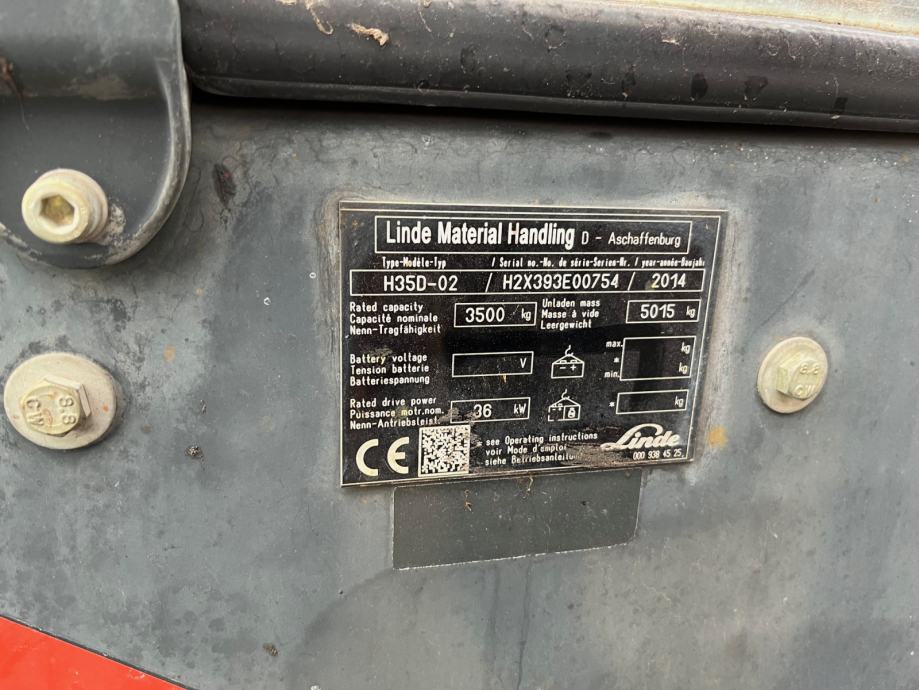 Linde Material Handling D - Aschaffenburg
Type-Modèle-Typ / Serial no.-No. de série-Serien-Nr. / year-année-Baujahr
H35D-02 / H2X393E00754 / 2014
Rated capacity
Capacité nominale
Nenn-Tragfähigkeit
3500 kg
Unladen mass
Masse à vide
Leergewicht
5015 kg
Battery voltage
Tension batterie
Batteriespannung
V
max.
*
min.
kg
kg
Rated drive power
Puissance motr.nom.
Nenn-Antriebsleist.
36 kW
* kg
CE
* see Operating instructions
voir Mode d'emploi
siehe Betriebsanleitung
Linde
000 938 45 25
8.8
8.8